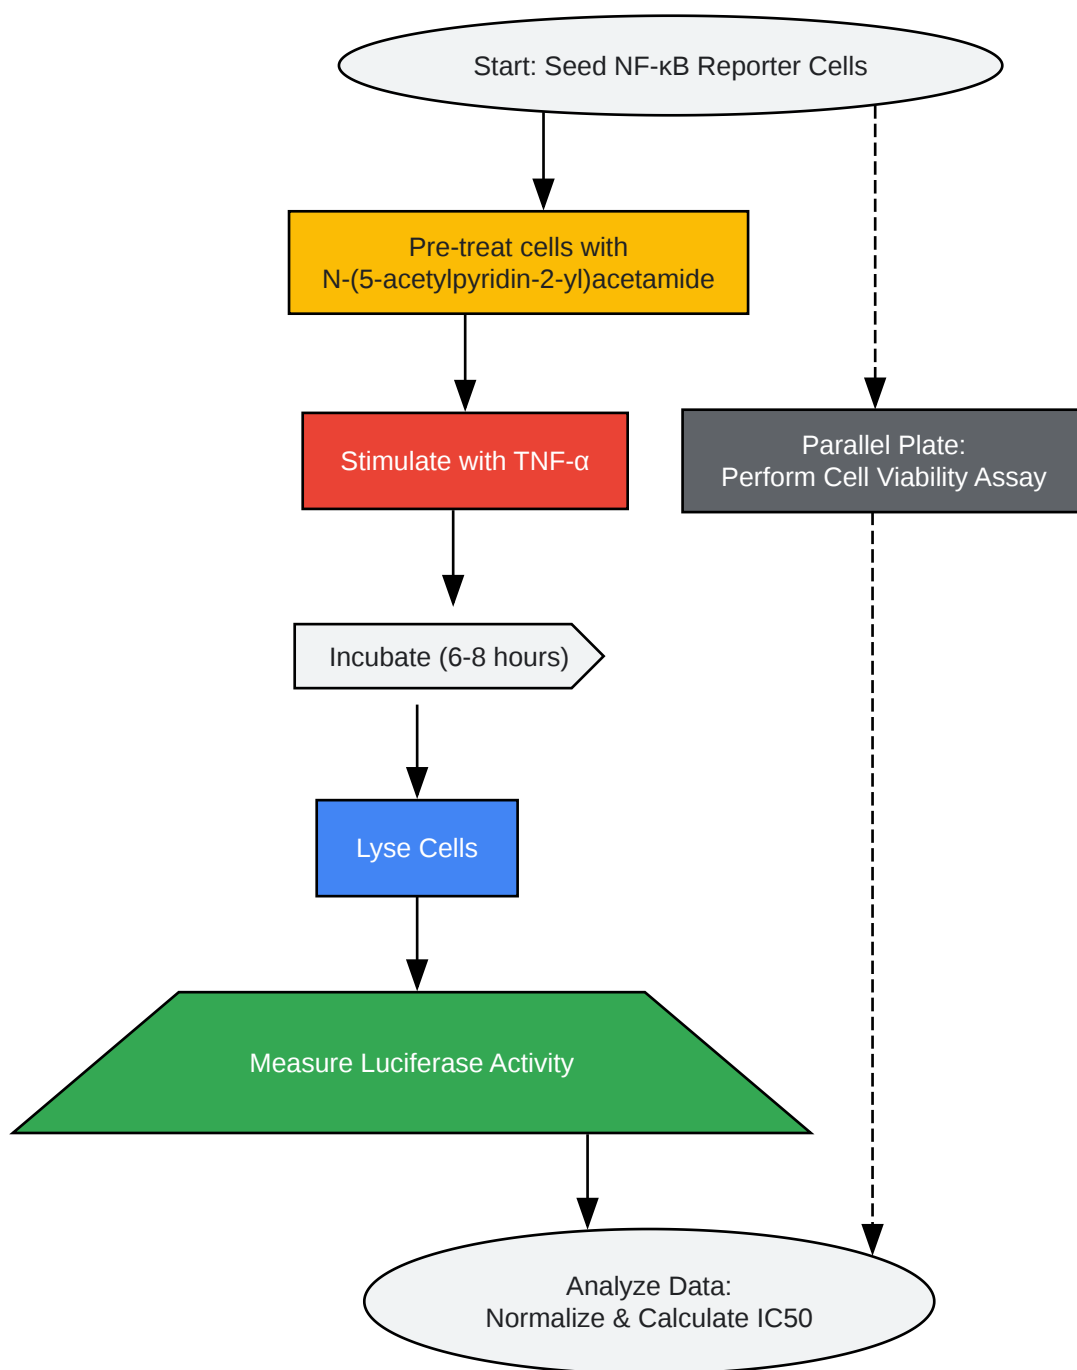 Start: Seed NF-κB Reporter Cells
Pre-treat cells with
N-(5-acetylpyridin-2-yl)acetamide
Stimulate with TNF-α
Parallel Plate:
Perform Cell Viability Assay
Incubate (6-8 hours)
Lyse Cells
Measure Luciferase Activity
Analyze Data:
Normalize & Calculate IC50